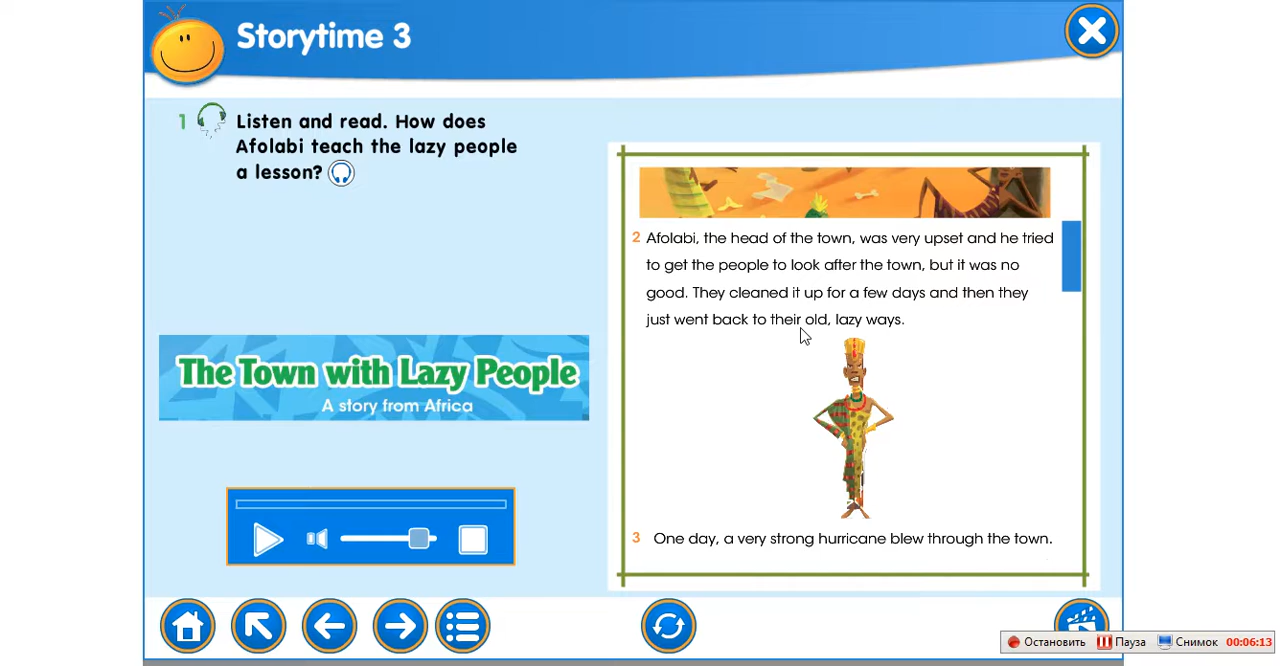 Storytime 3
1 Listen and read. How does
Afolabi teach the lazy people
a lesson?
The Town with Lazy People
A story from Africa
2 Afolabi, the head of the town, was very upset and he tried
to get the people to look after the town, but it was no
good. They cleaned it up for a few days and then they
just went back to their old, lazy ways.
3 One day, a very strong hurricane blew through the town.
Остановить Пауза Снимок 00:06:13